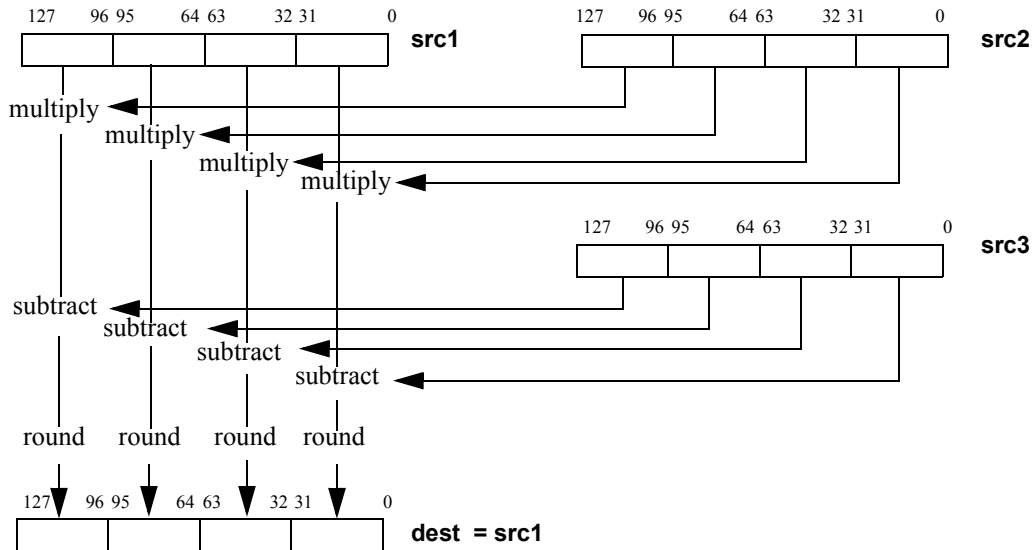 127 96 95 64 63 32 31 0 src1
127 96 95 64 63 32 31 0 src2
multiply
multiply
multiply
multiply
127 96 95 64 63 32 31 0 src3
subtract
subtract
subtract
subtract
round round round round
127 96 95 64 63 32 31 0
dest = src1